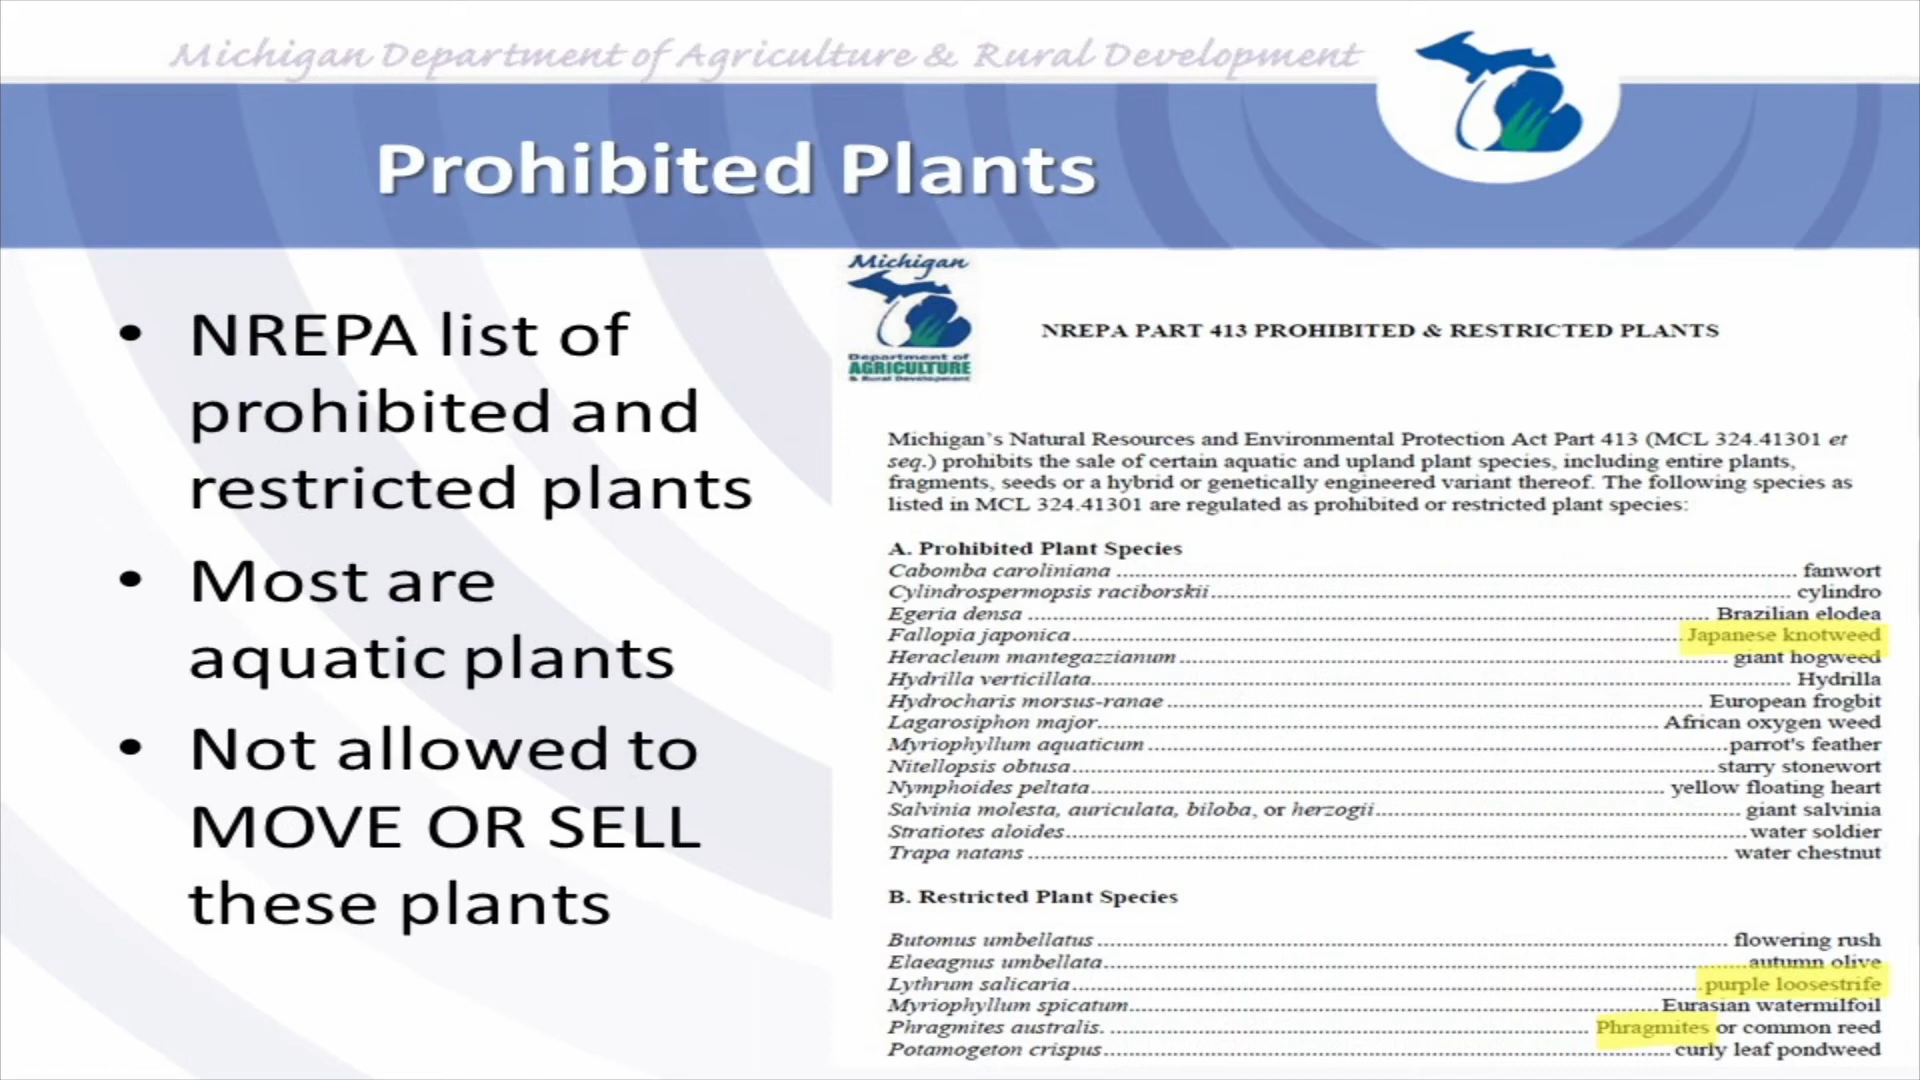 Michigan Department of Agriculture & Rural Development
Prohibited Plants
• NREPA list of
prohibited and
restricted plants
• Most are
aquatic plants
• Not allowed to
MOVE OR SELL
these plants
Michigan
Department of
AGRICULTURE
& Rural Development
NREPA PART 413 PROHIBITED & RESTRICTED PLANTS
Michigan's Natural Resources and Environmental Protection Act Part 413 (MCL 324.41301 et
seq.) prohibits the sale of certain aquatic and upland plant species, including entire plants,
fragments, seeds or a hybrid or genetically engineered variant thereof. The following species as
listed in MCL 324.41301 are regulated as prohibited or restricted plant species:
A. Prohibited Plant Species
Cabomba caroliniana ........ fanwort
Cylindrospermopsis raciborskii ........ cylindro
Egeria densa ........ Brazilian elodea
Fallopia japonica ........ Japanese knotweed
Heracleum mantegazzianum ........ giant hogweed
Hydrilla verticillata ........ Hydrilla
Hydrocharis morsus-ranae ........ European frogbit
Lagarosiphon major ........ African oxygen weed
Myriophyllum aquaticum ........ parrot's feather
Nitellopsis obtusa ........ starry stonewort
Nymphoides peltata ........ yellow floating heart
Salvinia molesta, auriculata, biloba, or herzogii ........ giant salvinia
Stratiotes aloides ........ water soldier
Trapa natans ........ water chestnut
B. Restricted Plant Species
Butomus umbellatus ........ flowering rush
Elaeagnus umbellata ........ autumn olive
Lythrum salicaria ........ purple loosestrife
Myriophyllum spicatum ........ Eurasian watermilfoil
Phragmites australis. ........ Phragmites or common reed
Potamogeton crispus ........ curly leaf pondweed